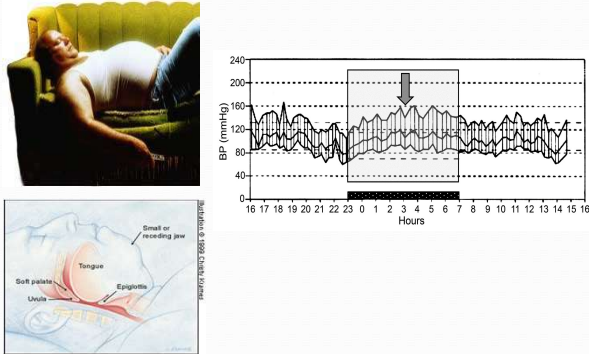 240
200
160
120
80
40
0
BP (mmHg)
16 17 18 19 20 21 22 23 0 1 2 3 4 5 6 7 8 9 10 11 12 13 14 15 16
Hours
Small or
receding jaw
Tongue
Soft palate
Epiglottis
Uvula
Illustration © 1999 Christy Krames